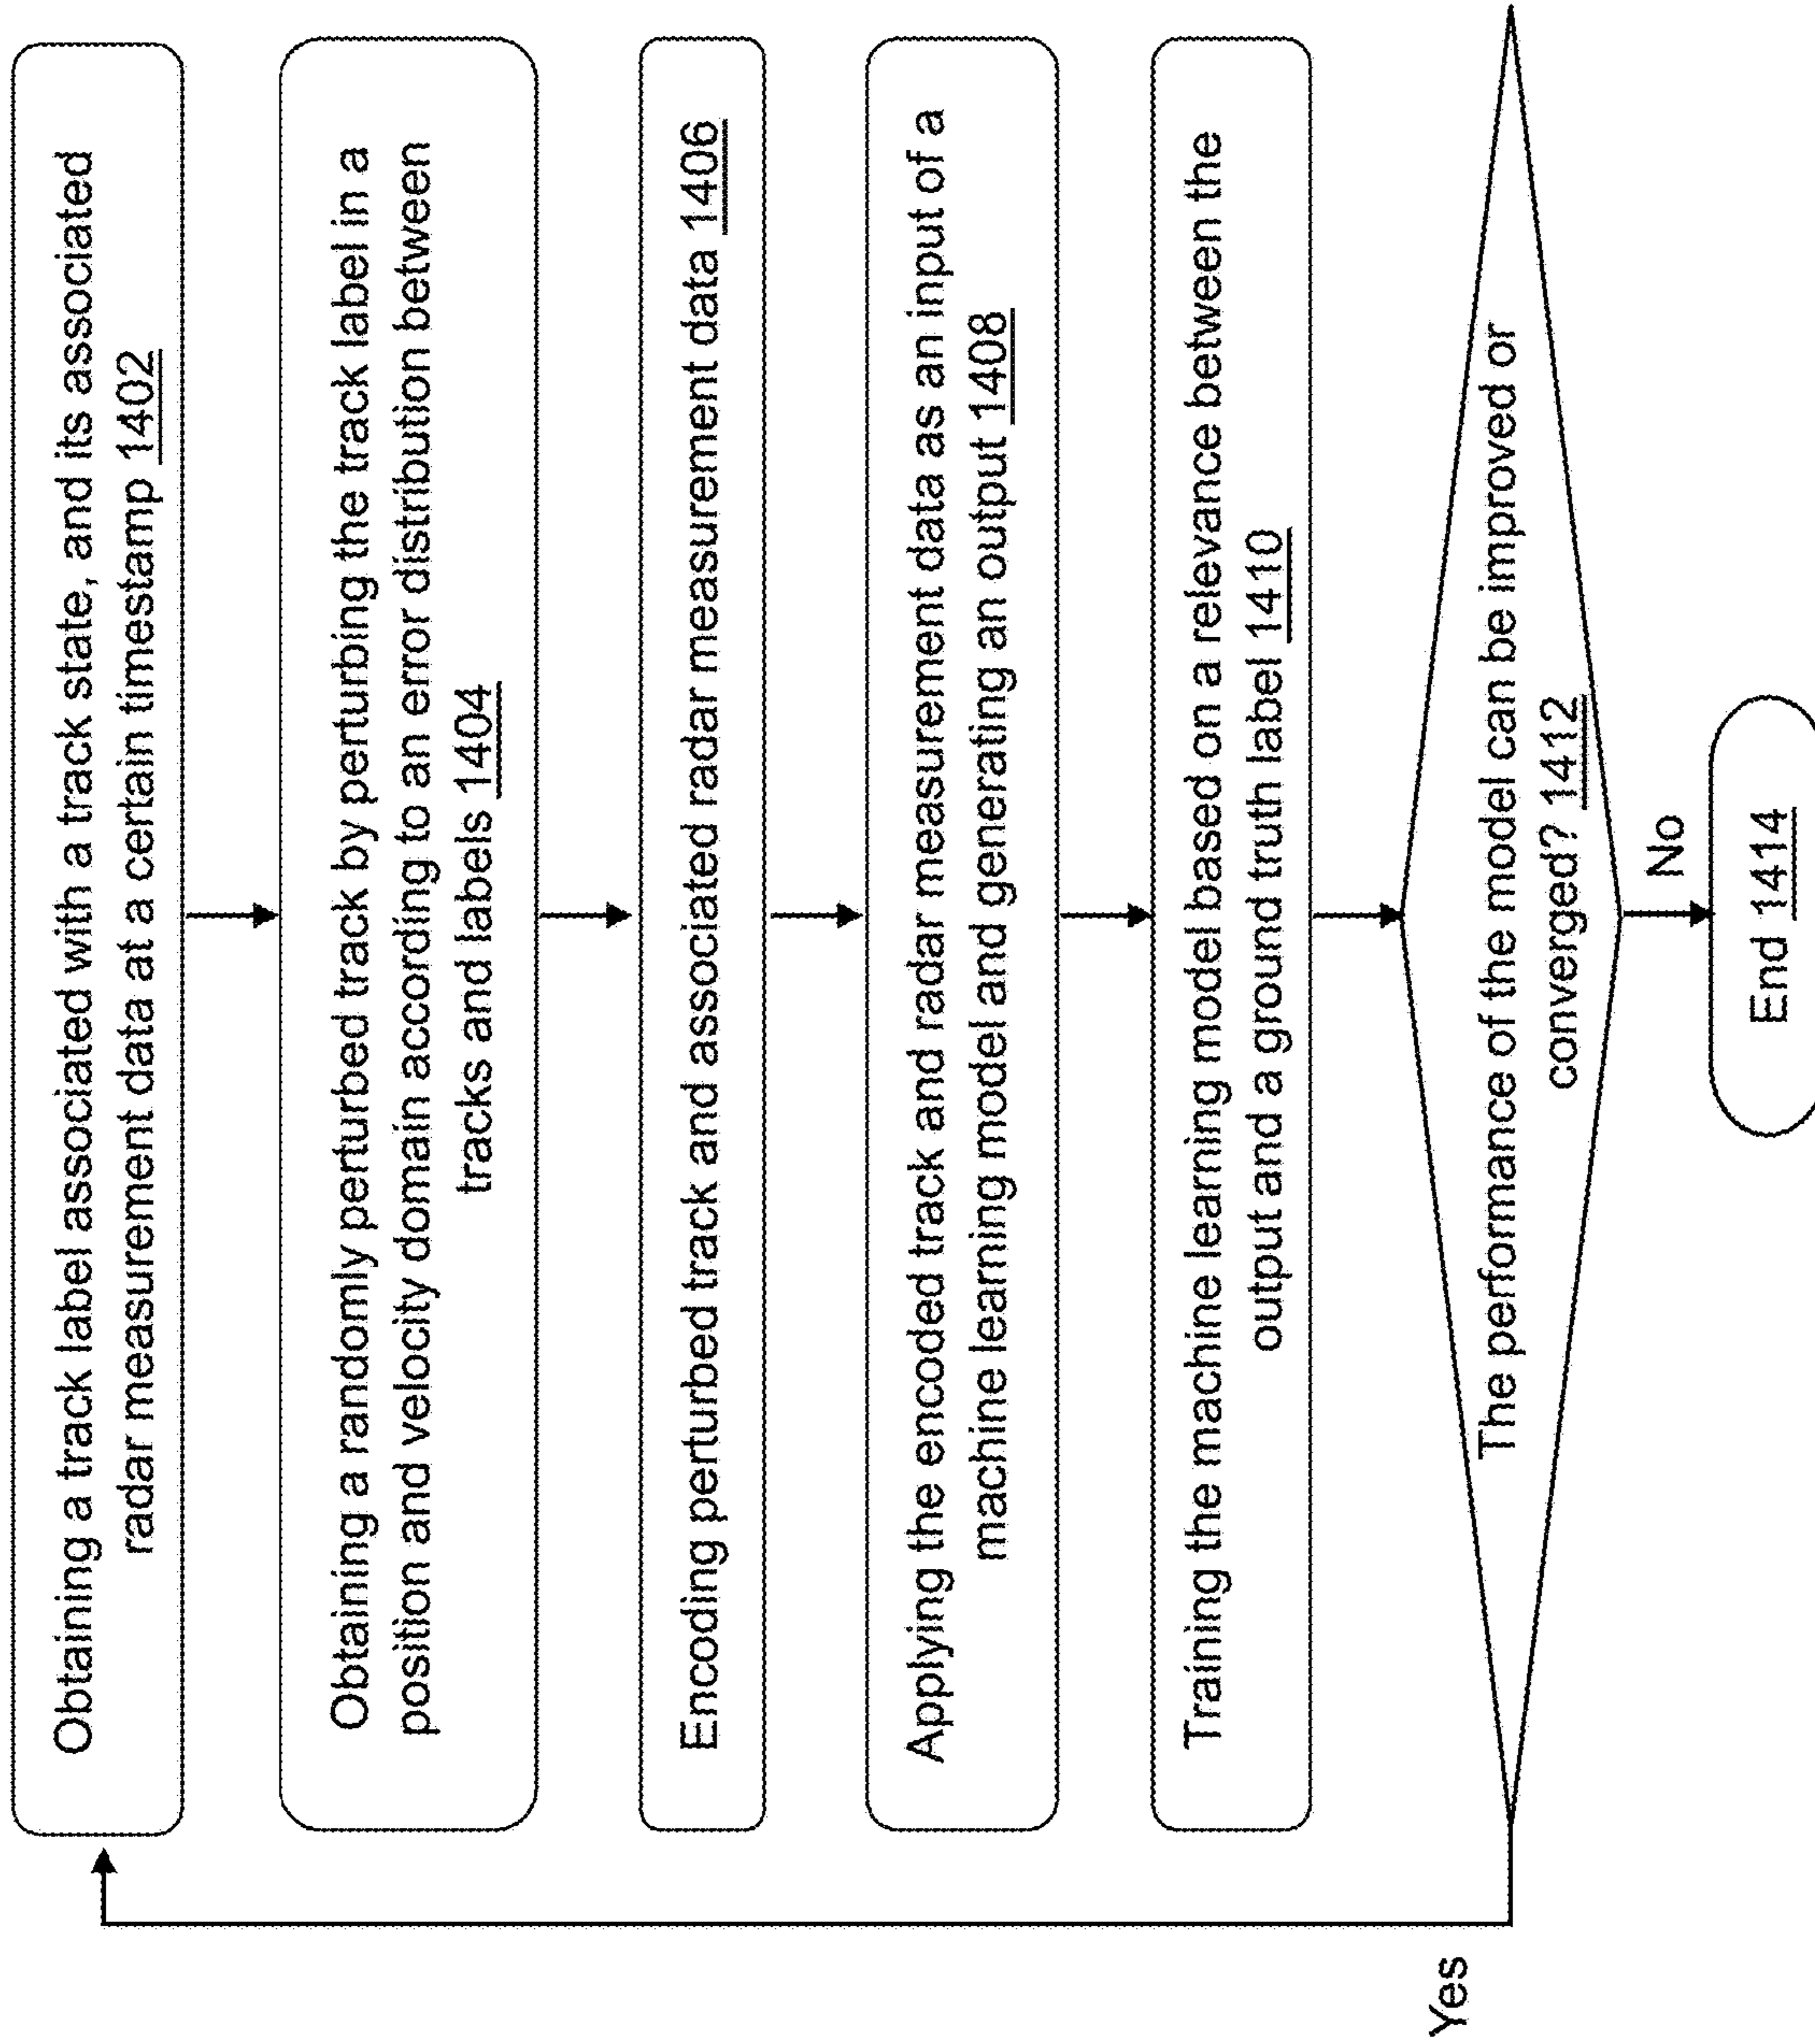 Obtaining a track label associated with a track state, and its associated
radar measurement data at a certain timestamp 1402
Obtaining a randomly perturbed track by perturbing the track label in a
position and velocity domain according to an error distribution between
tracks and labels 1404
Encoding perturbed track and associated radar measurement data 1406
Applying the encoded track and radar measurement data as an input of a
machine learning model and generating an output 1408
Training the machine learning model based on a relevance between the
output and a ground truth label 1410
The performance of the model can be improved or
converged? 1412
Yes
No
End 1414